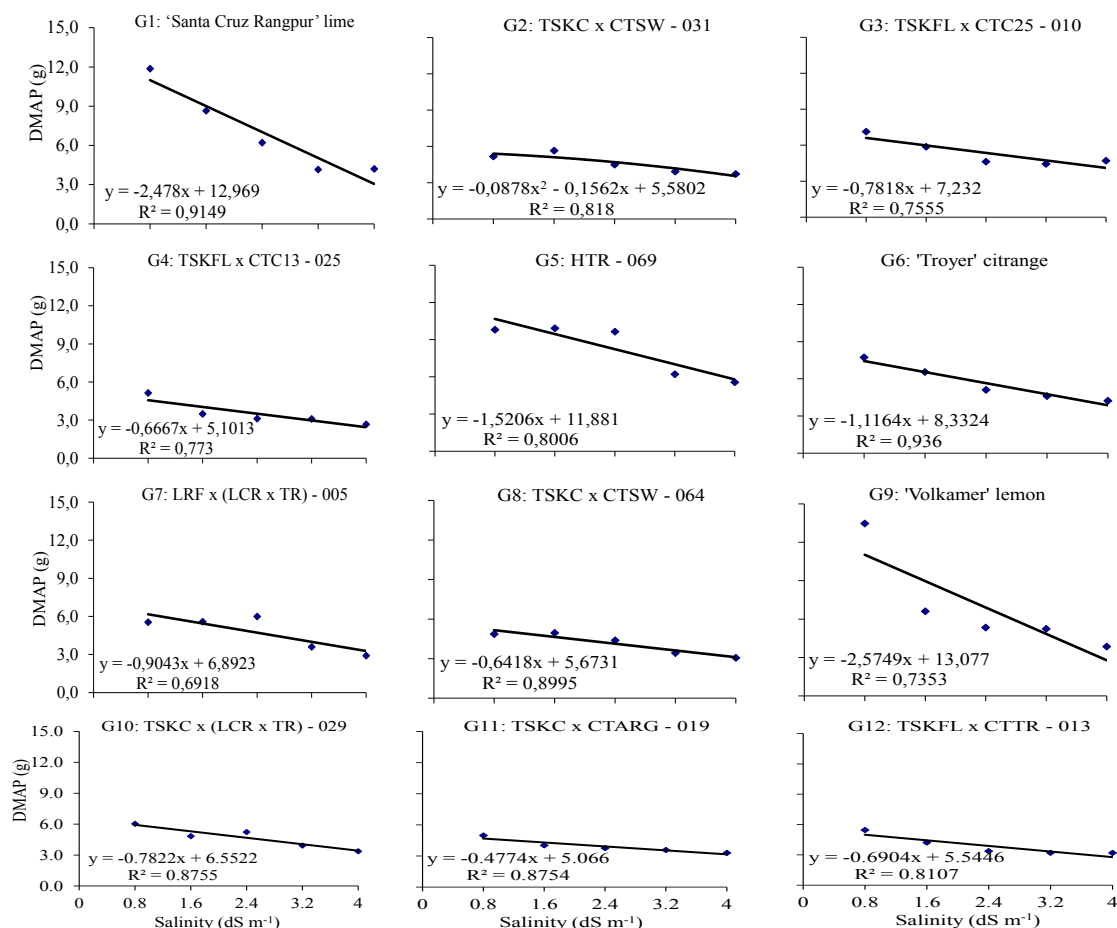 G1: ‘Santa Cruz Rangpur’ lime
15,0
12,0
9,0
6,0
3,0
0,0
DMAP (g)
y = -2,478x + 12,969
R² = 0,9149
G2: TSKC x CTSW - 031
y = -0,0878x² - 0,1562x + 5,5802
R² = 0,818
G3: TSKFL x CTC25 - 010
y = -0,7818x + 7,232
R² = 0,7555
G4: TSKFL x CTC13 - 025
15,0
12,0
9,0
6,0
3,0
0,0
DMAP (g)
y = -0,6667x + 5,1013
R² = 0,773
G5: HTR - 069
y = -1,5206x + 11,881
R² = 0,8006
G6: 'Troyer' citrange
y = -1,1164x + 8,3324
R² = 0,936
G7: LRF x (LCR x TR) - 005
15,0
12,0
9,0
6,0
3,0
0,0
DMAP (g)
y = -0,9043x + 6,8923
R² = 0,6918
G8: TSKC x CTSW - 064
y = -0,6418x + 5,6731
R² = 0,8995
G9: 'Volkamer' lemon
y = -2,5749x + 13,077
R² = 0,7353
G10: TSKC x (LCR x TR) - 029
15.0
12.0
9.0
6.0
3.0
0.0
DMAP (g)
y = -0.7822x + 6.5522
R² = 0.8755
0.8 1.6 2.4 3.2 4
Salinity (dS m⁻¹)
G11: TSKC x CTARG - 019
y = -0.4774x + 5.066
R² = 0.8754
0.8 1.6 2.4 3.2 4
Salinity (dS m⁻¹)
G12: TSKFL x CTTR - 013
y = -0.6904x + 5.5446
R² = 0.8107
0.8 1.6 2.4 3.2 4
Salinity (dS m⁻¹)